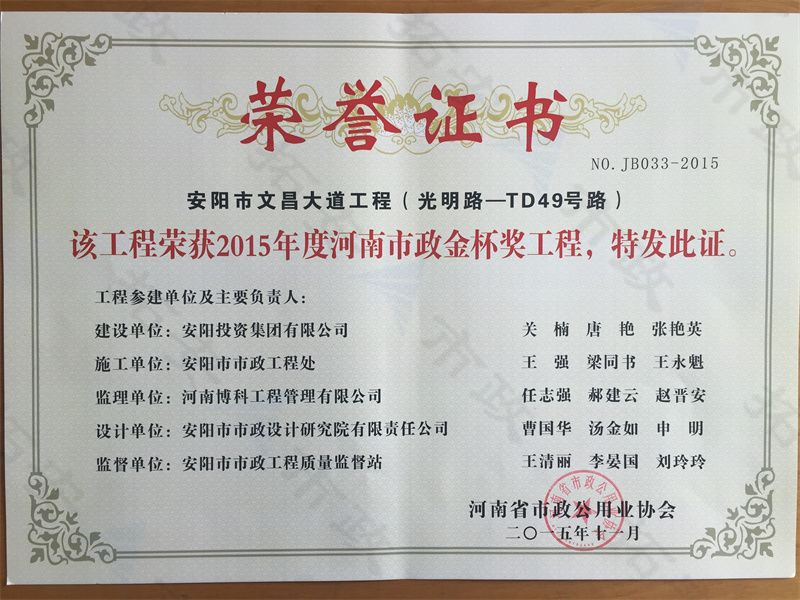 荣誉证书
NO.JB033-2015
安阳市文昌大道工程（光明路—TD49号路）
该工程荣获2015年度河南市政金杯奖工程，特发此证。
工程参建单位及主要负责人：
建设单位：安阳投资集团有限公司 关楠 唐艳 张艳英
施工单位：安阳市市政工程处 王强 梁同书 王永魁
监理单位：河南博科工程管理有限公司 任志强 郝建云 赵晋安
设计单位：安阳市市政设计研究院有限责任公司 曹国华 汤金如 申明
监督单位：安阳市市政工程质量监督站 王清丽 李晏国 刘玲玲
河南省市政公用业协会
二〇一五年十一月